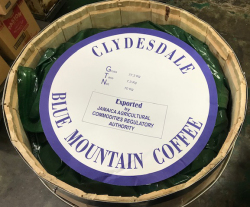 CLYDESDALE
G
T
N
Exported
by
JAMAICA AGRICULTURAL
COMMODITIES REGULATORY
AUTHORITY
BLUE MOUNTAIN COFFEE